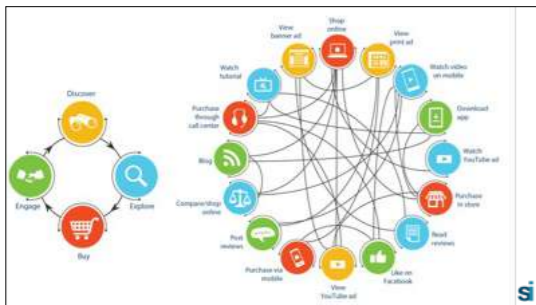 Discover
Engage
Explore
Buy
Shop
online
View
banner ad
View
print ad
Watch
tutorial
Watch video
on mobile
Purchase
through
call center
Download
app
Blog
Watch
YouTube ad
Compare/shop
online
Purchase
in store
Post
reviews
Read
reviews
Purchase via
mobile
View
YouTube ad
Like on
Facebook
si